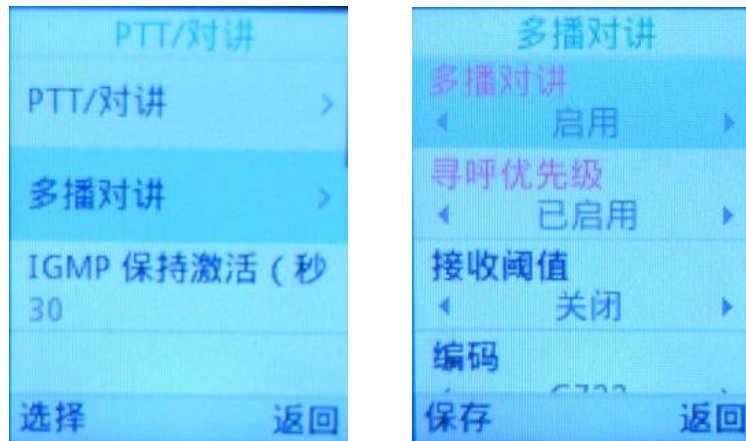 PTT/对讲
PTT/对讲
多播对讲
IGMP 保持激活 ( 秒
30
选择 返回
多播对讲
多播对讲
启用
寻呼优先级
已启用
接收阈值
关闭
编码
G722
保存 返回